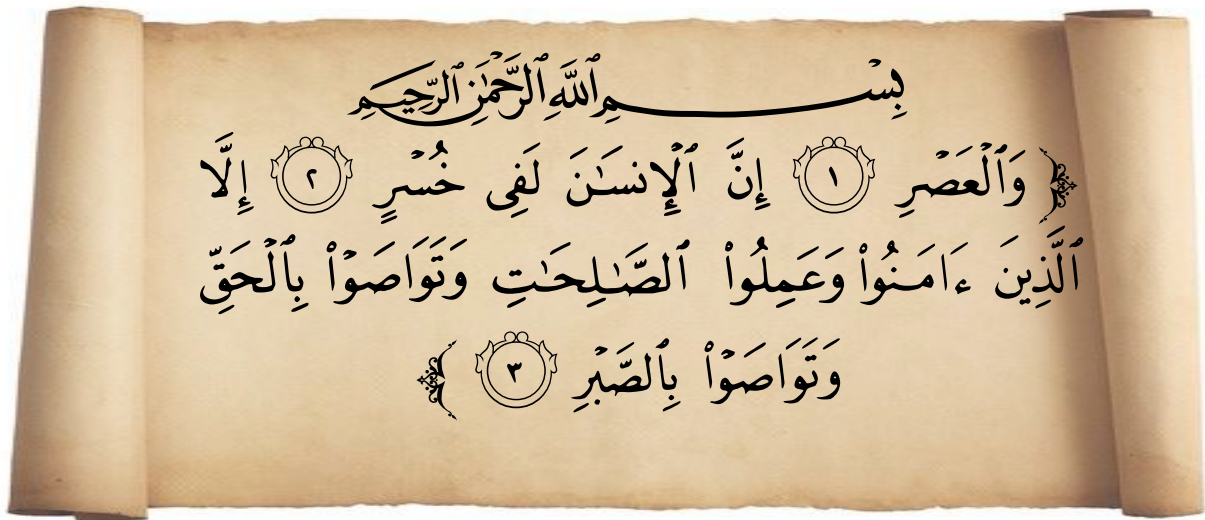 بِسْمِ ٱللَّهِ ٱلرَّحْمَٰنِ ٱلرَّحِيمِ
﴿ وَٱلْعَصْرِ ١ إِنَّ ٱلْإِنسَٰنَ لَفِى خُسْرٍ ٢ إِلَّا
ٱلَّذِينَ ءَامَنُوا۟ وَعَمِلُوا۟ ٱلصَّٰلِحَٰتِ وَتَوَاصَوْا۟ بِٱلْحَقِّ
وَتَوَاصَوْا۟ بِٱلصَّبْرِ ٣ ﴾